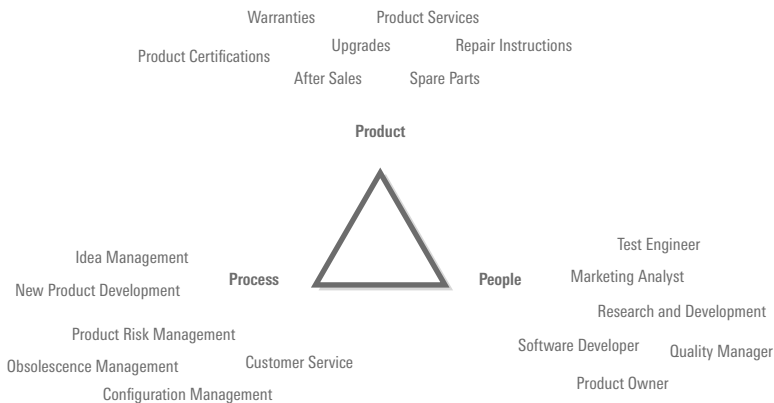 Warranties
Product Services
Upgrades
Repair Instructions
Product Certifications
After Sales
Spare Parts
Product
Test Engineer
Idea Management
Process
People
Marketing Analyst
New Product Development
Research and Development
Product Risk Management
Software Developer
Quality Manager
Customer Service
Obsolescence Management
Product Owner
Configuration Management